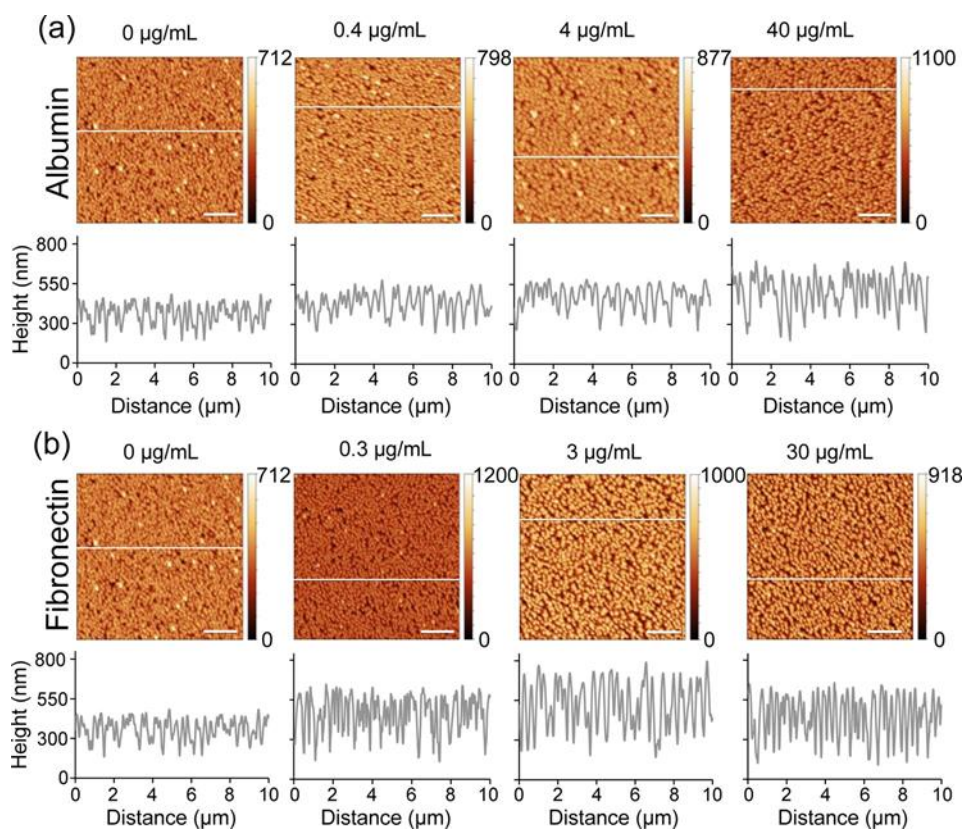 (a)
0 µg/mL 0.4 µg/mL 4 µg/mL 40 µg/mL
712 798 877 1100
Albumin
0 0 0 0
800
550
300
0
Height (nm)
0 2 4 6 8 10 0 2 4 6 8 10 0 2 4 6 8 10 0 2 4 6 8 10
Distance (µm) Distance (µm) Distance (µm) Distance (µm)
(b)
0 µg/mL 0.3 µg/mL 3 µg/mL 30 µg/mL
712 1200 1000 918
Fibronectin
0 0 0 0
800
550
300
0
Height (nm)
0 2 4 6 8 10 0 2 4 6 8 10 0 2 4 6 8 10 0 2 4 6 8 10
Distance (µm) Distance (µm) Distance (µm) Distance (µm)